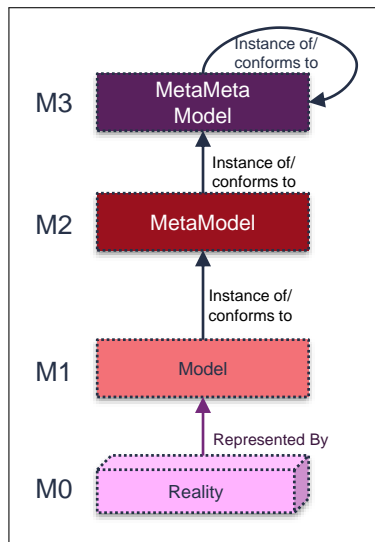 Instance of/
conforms to
M3
MetaMeta
Model
Instance of/
conforms to
M2
MetaModel
Instance of/
conforms to
M1
Model
Represented By
M0
Reality